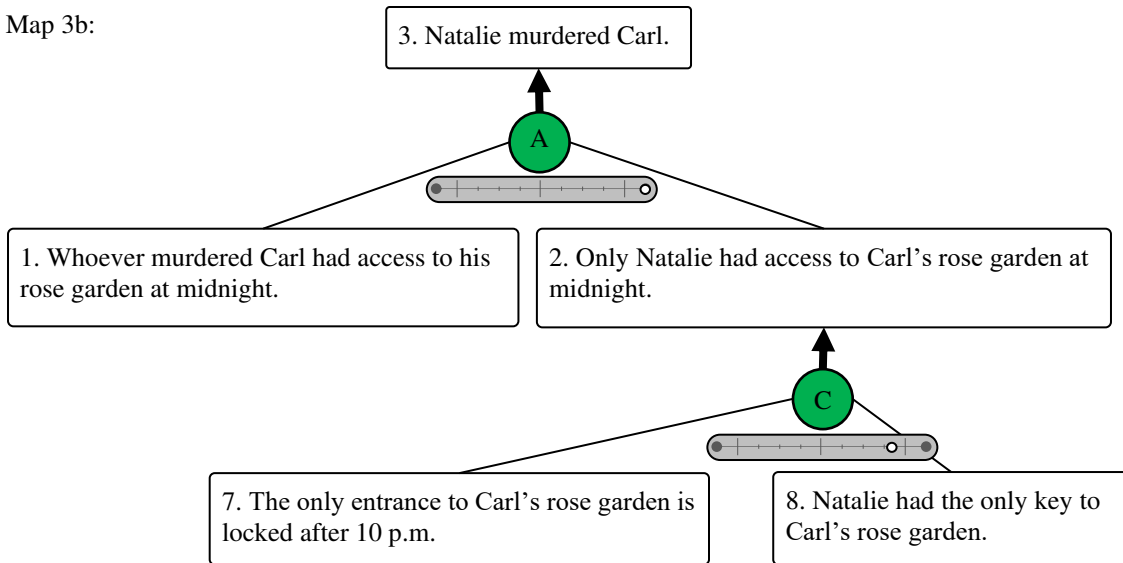 Map 3b:
3. Natalie murdered Carl.
A
1. Whoever murdered Carl had access to his
rose garden at midnight.
2. Only Natalie had access to Carl’s rose garden at
midnight.
C
7. The only entrance to Carl’s rose garden is
locked after 10 p.m.
8. Natalie had the only key to
Carl’s rose garden.